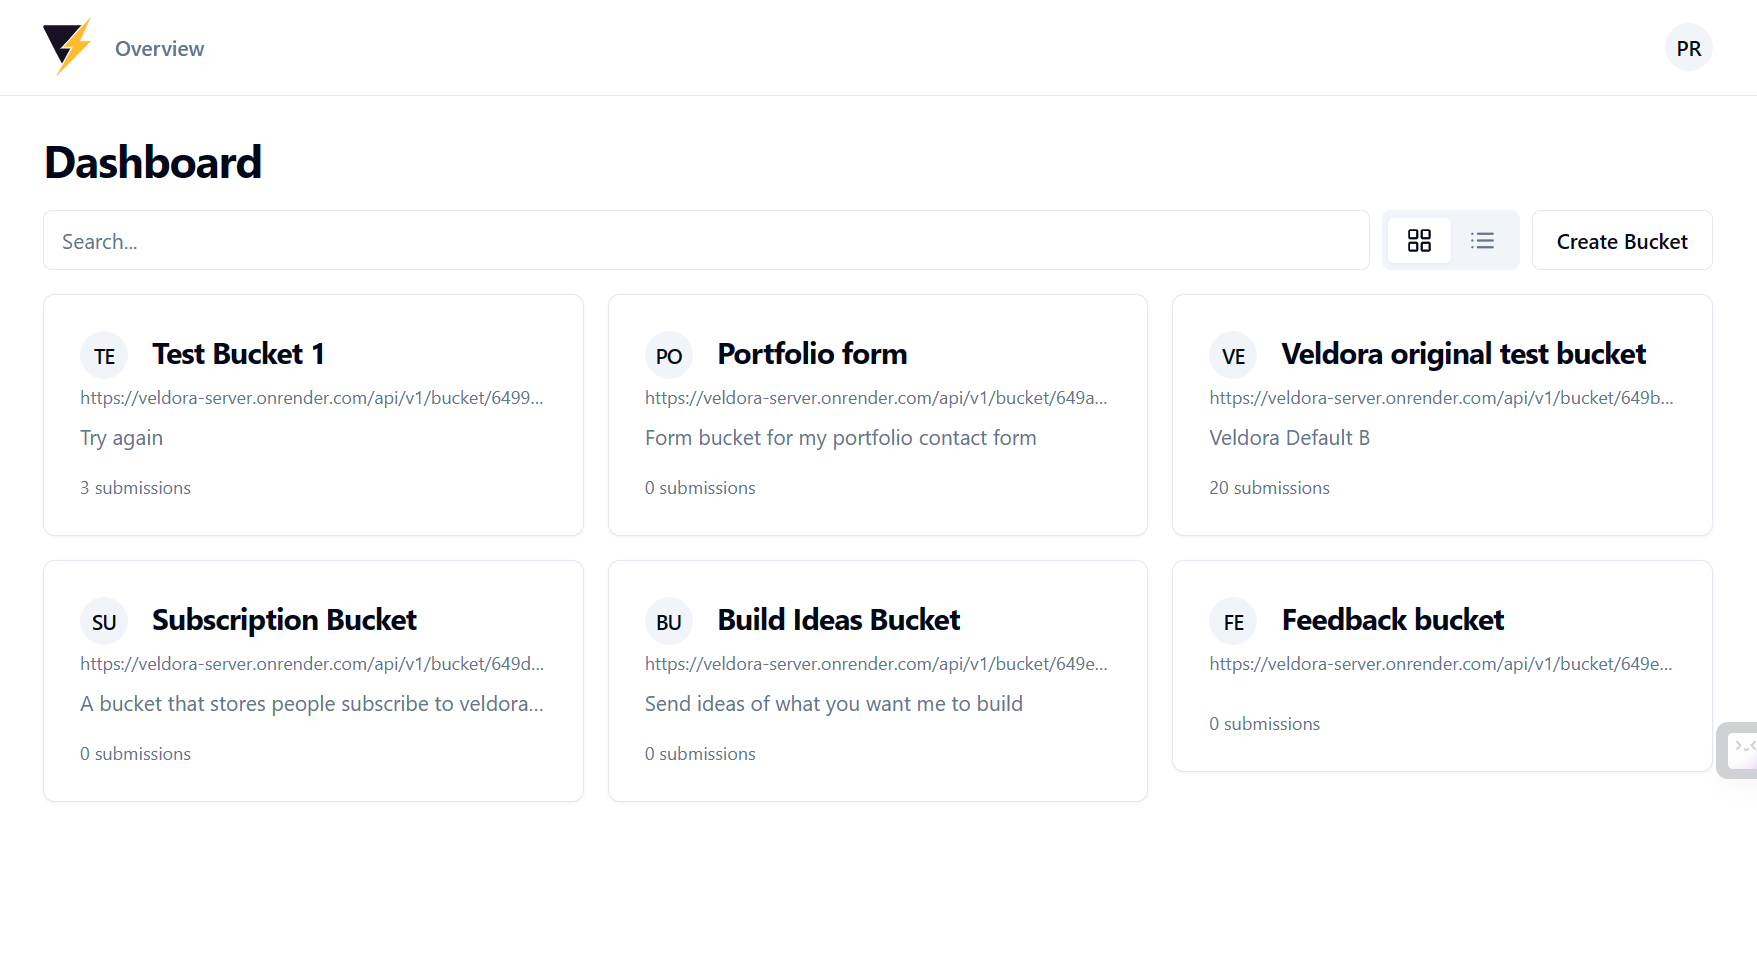 Overview
PR
Dashboard
Search...
Create Bucket
TE
Test Bucket 1
https://veldora-server.onrender.com/api/v1/bucket/6499...
Try again
3 submissions
PO
Portfolio form
https://veldora-server.onrender.com/api/v1/bucket/649a...
Form bucket for my portfolio contact form
0 submissions
VE
Veldora original test bucket
https://veldora-server.onrender.com/api/v1/bucket/649b...
Veldora Default B
20 submissions
SU
Subscription Bucket
https://veldora-server.onrender.com/api/v1/bucket/649d...
A bucket that stores people subscribe to veldora...
0 submissions
BU
Build Ideas Bucket
https://veldora-server.onrender.com/api/v1/bucket/649e...
Send ideas of what you want me to build
0 submissions
FE
Feedback bucket
https://veldora-server.onrender.com/api/v1/bucket/649e...
0 submissions